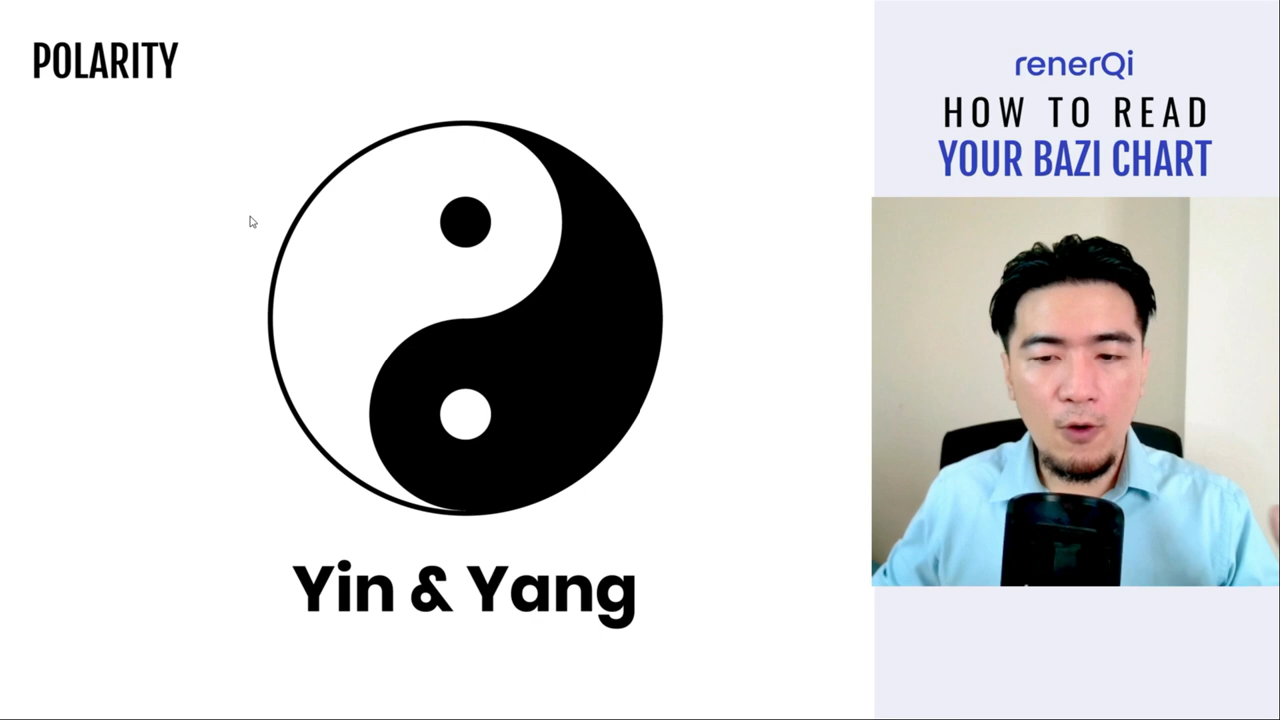 POLARITY
Yin & Yang
renerQi
HOW TO READ
YOUR BAZI CHART